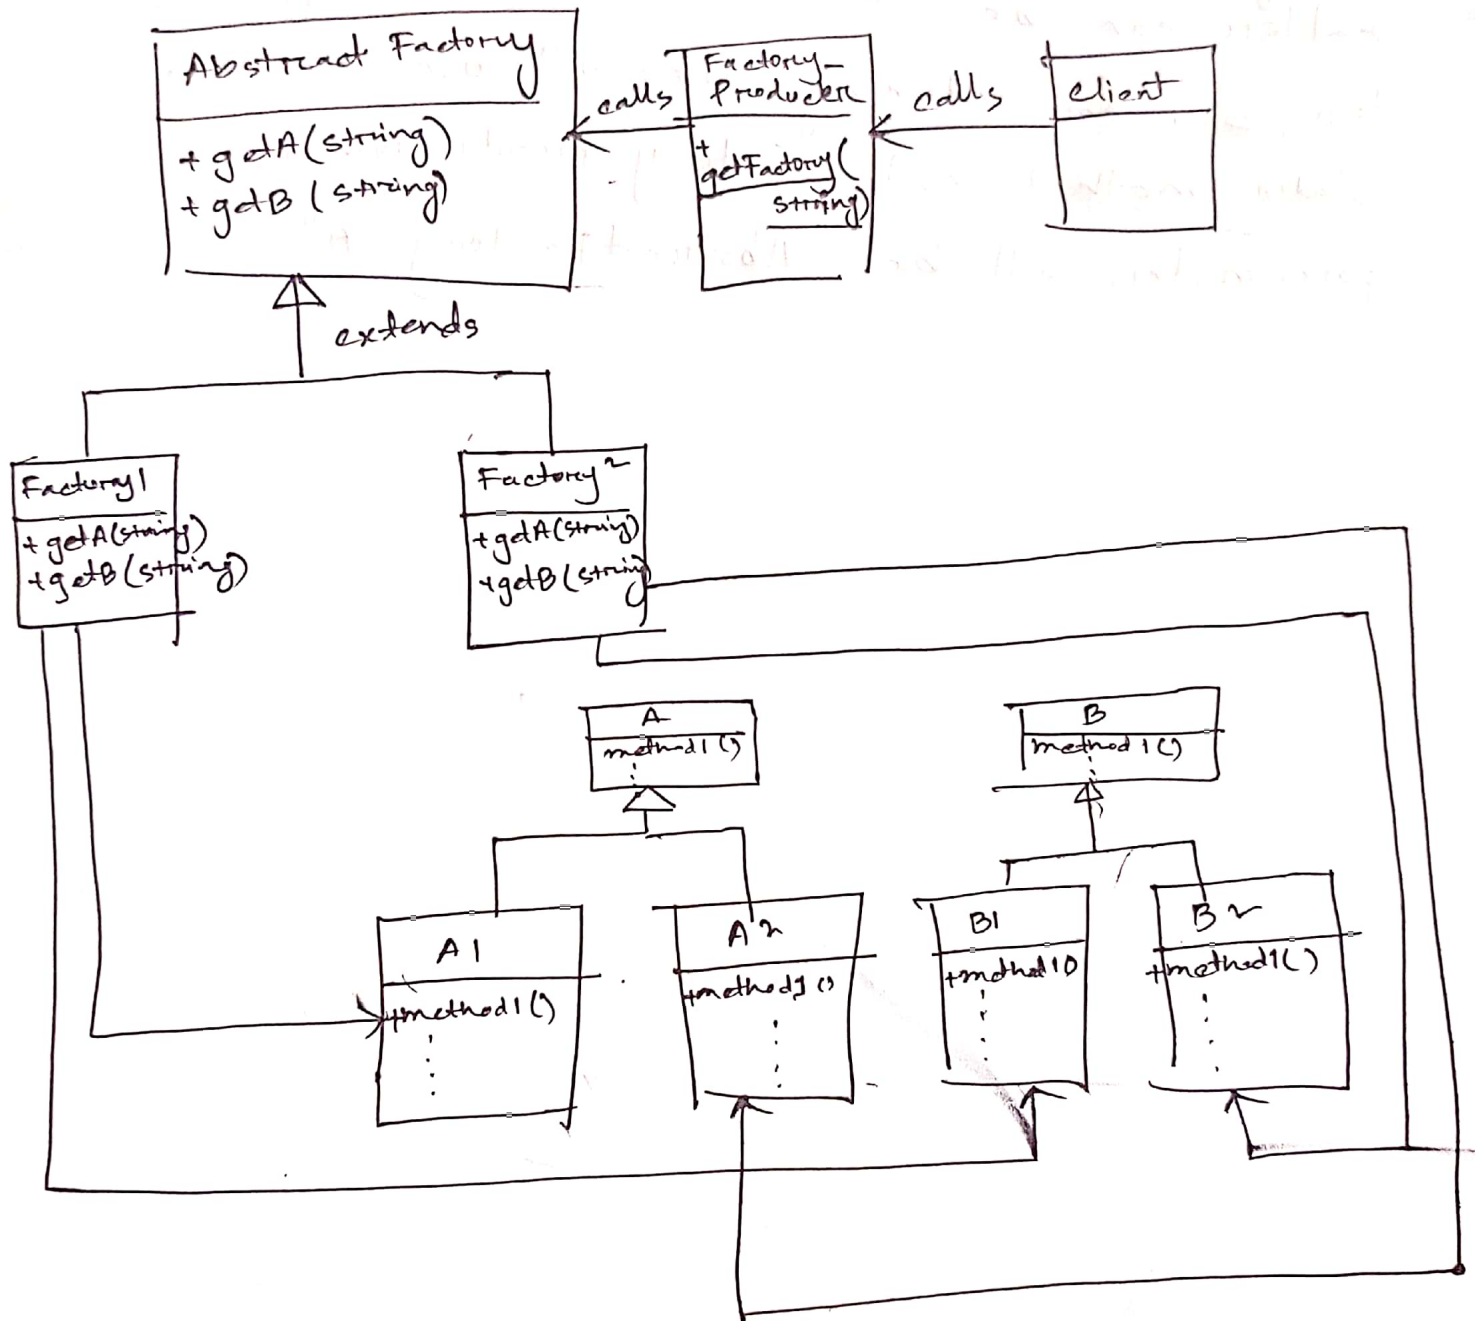 Abstract Factory
+ getA(string)
+ getB (string)
calls
Factory_
Producer
+
getFactory(
string)
calls
client
extends
Factory1
+ getA(string)
+getB(string)
Factory2
+getA(string)
+getB(string)
A
method1()
B
method1()
A1
+method1()
A2
+method1()
B1
+method1()
B2
+method1()